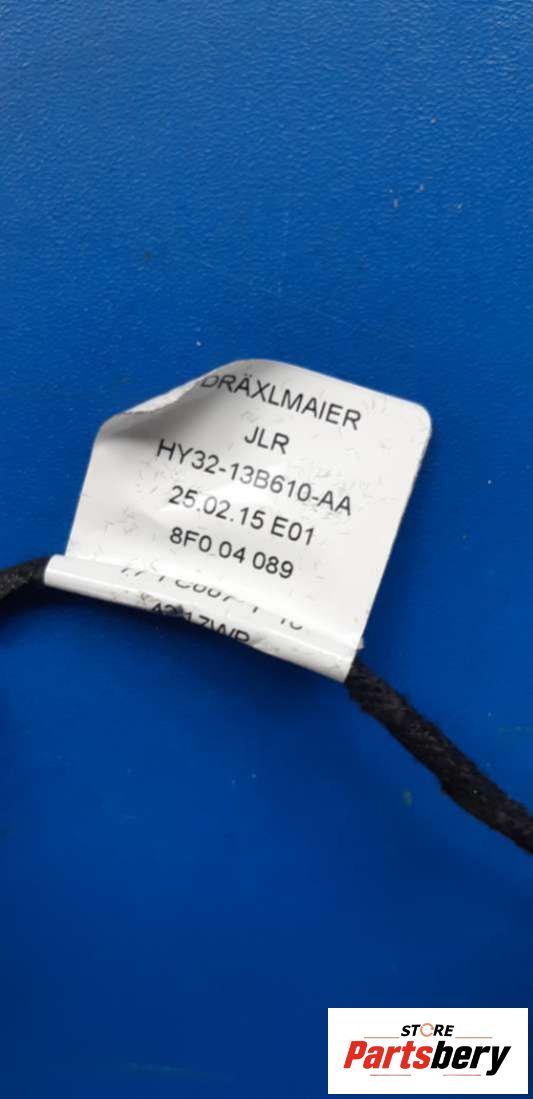 DRÄXLMAIER
JLR
HY32-13B610-AA
25.02.15 E01
8F0 04 089
STORE
Partsbery